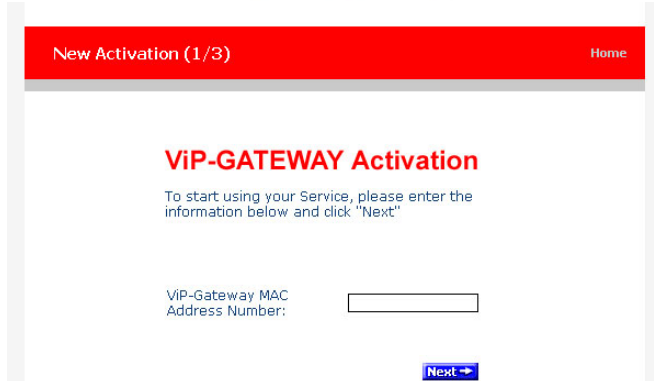 New Activation (1/3)
Home
ViP-GATEWAY Activation
To start using your Service, please enter the
information below and click "Next"
ViP-Gateway MAC
Address Number:
Next